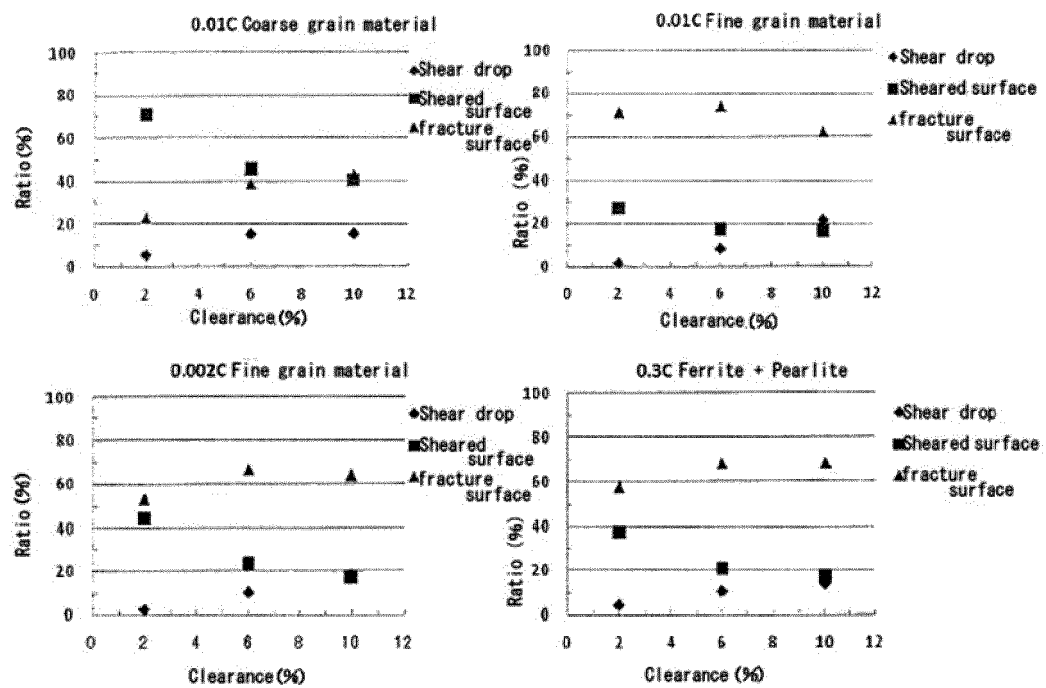 0.01C Coarse grain material
100
80
60
40
20
0
Ratio(%)
0 2 4 6 8 10 12
Clearance(%)
Shear drop
Sheared
surface
fracture
surface
0.01C Fine grain material
100
80
60
40
20
0
Ratio (%)
0 2 4 6 8 10 12
Clearance.(%)
Shear drop
Sheared surface
fracture
surface
0.002C Fine grain material
100
80
60
40
20
0
Ratio (%)
0 2 4 6 8 10 12
Clearance(%)
Shear drop
Sheared
surface
fracture
surface
0.3C Ferrite + Pearlite
100
80
60
40
20
0
Ratio (%)
0 2 4 6 8 10 12
Clearance (%)
Shear drop
Sheared surface
fracture
surface